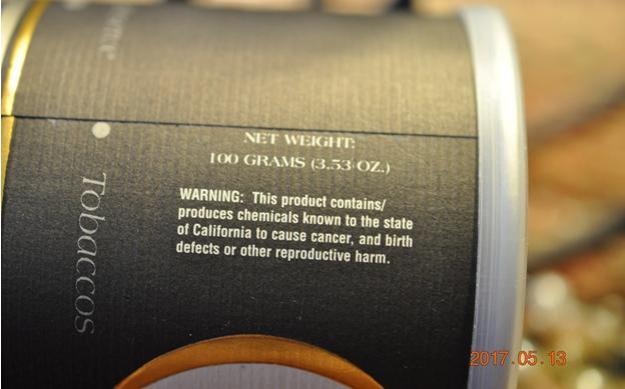 NET WEIGHT:
100 GRAMS (3.53 OZ.)
WARNING: This product contains/
produces chemicals known to the state
of California to cause cancer, and birth
defects or other reproductive harm.
Tobaccos
2017.05.13